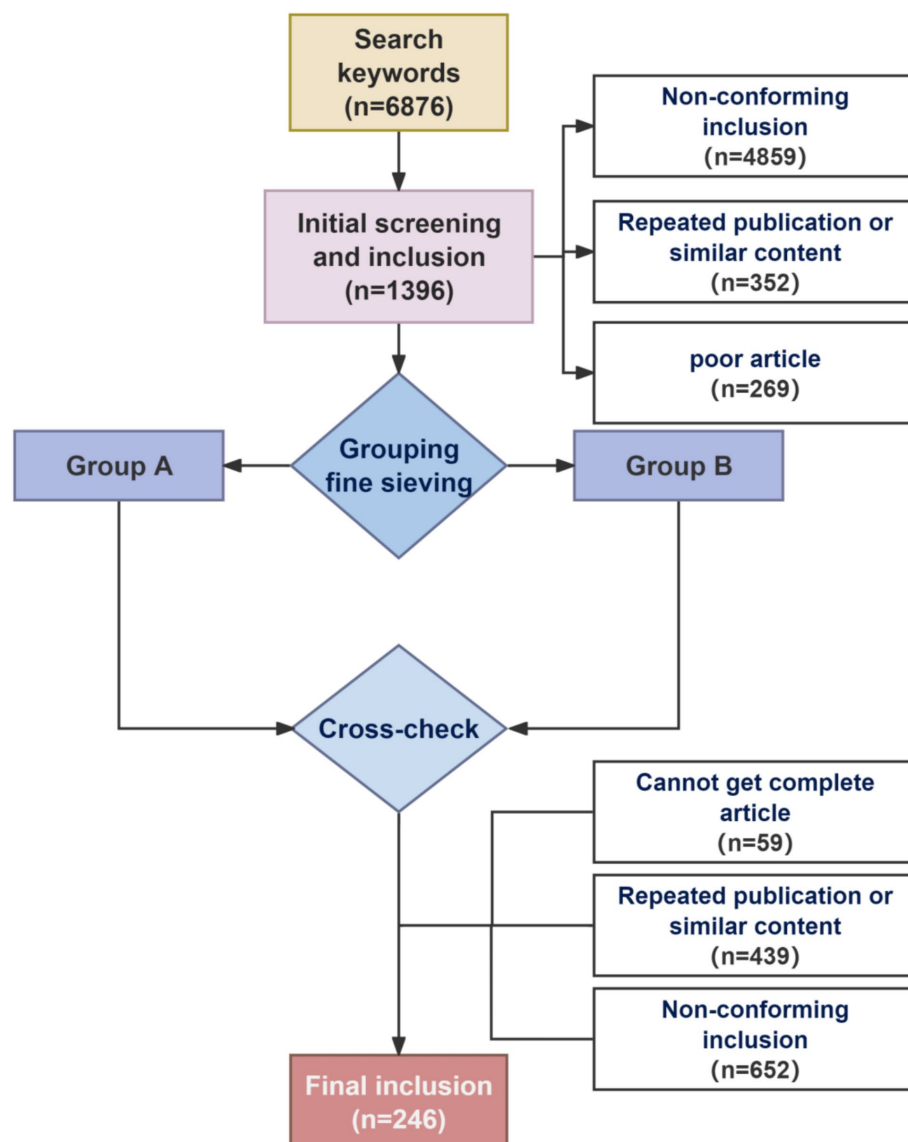 Search
keywords
(n=6876)
Non-conforming
inclusion
(n=4859)
Initial screening
and inclusion
(n=1396)
Repeated publication or
similar content
(n=352)
poor article
(n=269)
Group A
Grouping
fine sieving
Group B
Cross-check
Cannot get complete
article
(n=59)
Repeated publication or
similar content
(n=439)
Non-conforming
inclusion
(n=652)
Final inclusion
(n=246)